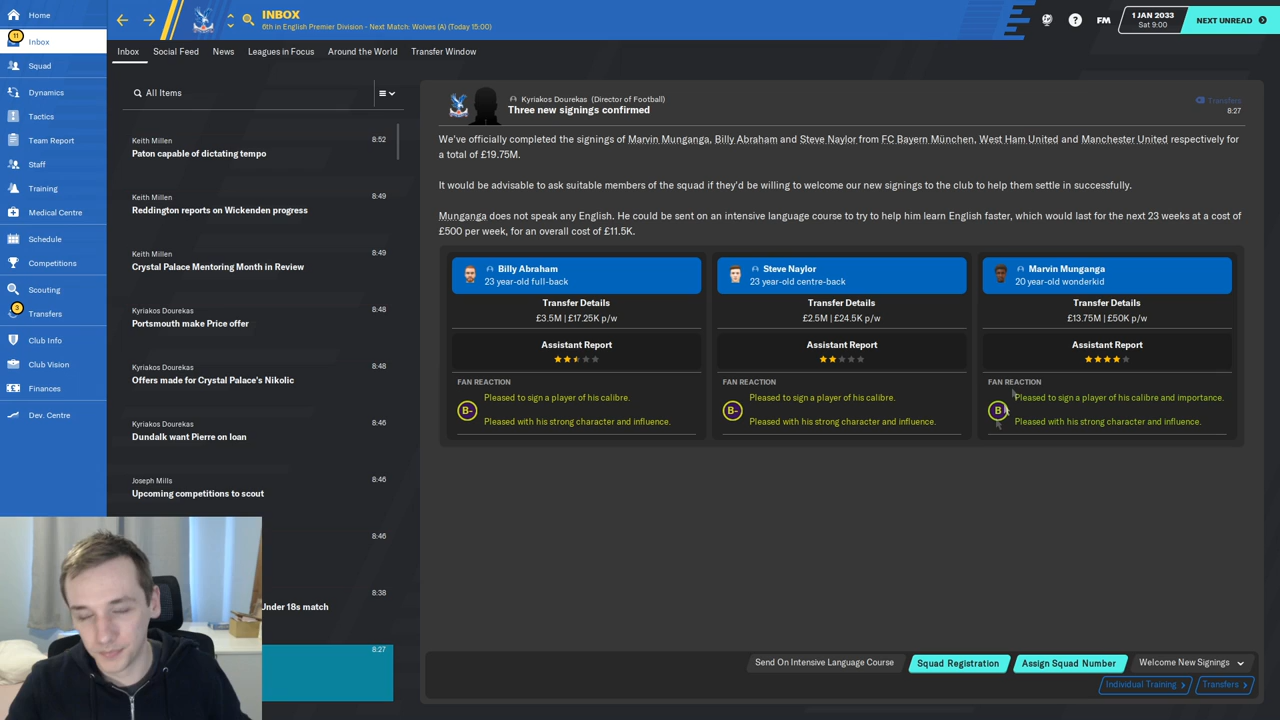 Home
INBOX
6th in English Premier Division - Next Match: Wolves (A) (Today 15:00)
FM
1 JAN 2033
Sat 9:00
NEXT UNREAD
11
Inbox
Squad
Dynamics
Tactics
Team Report
Staff
Training
Medical Centre
Schedule
Competitions
Scouting
3
Transfers
Club Info
Club Vision
Finances
Dev. Centre
Inbox
Social Feed
News
Leagues in Focus
Around the World
Transfer Window
All Items
Keith Millen
8:52
Paton capable of dictating tempo
Keith Millen
8:49
Reddington reports on Wickenden progress
Keith Millen
8:49
Crystal Palace Mentoring Month in Review
Kyriakos Dourekas
8:48
Portsmouth make Price offer
Kyriakos Dourekas
8:48
Offers made for Crystal Palace's Nikolic
Kyriakos Dourekas
8:46
Dundalk want Pierre on loan
Joseph Mills
8:46
Upcoming competitions to scout
8:46
8:38
Under 18s match
8:27
Kyriakos Dourekas (Director of Football)
Three new signings confirmed
Transfers
8:27
We've officially completed the signings of Marvin Munganga, Billy Abraham and Steve Naylor from FC Bayern München, West Ham United and Manchester United respectively for
a total of £19.75M.
It would be advisable to ask suitable members of the squad if they'd be willing to welcome our new signings to the club to help them settle in successfully.
Munganga does not speak any English. He could be sent on an intensive language course to try to help him learn English faster, which would last for the next 23 weeks at a cost of
£500 per week, for an overall cost of £11.5K.
Billy Abraham
23 year-old full-back
Transfer Details
£3.5M | £17.25K p/w
Assistant Report
FAN REACTION
B-
Pleased to sign a player of his calibre.
Pleased with his strong character and influence.
Steve Naylor
23 year-old centre-back
Transfer Details
£2.5M | £24.5K p/w
Assistant Report
FAN REACTION
B-
Pleased to sign a player of his calibre.
Pleased with his strong character and influence.
Marvin Munganga
20 year-old wonderkid
Transfer Details
£13.75M | £50K p/w
Assistant Report
FAN REACTION
B
Pleased to sign a player of his calibre and importance.
Pleased with his strong character and influence.
Send On Intensive Language Course
Squad Registration
Assign Squad Number
Welcome New Signings
Individual Training
Transfers